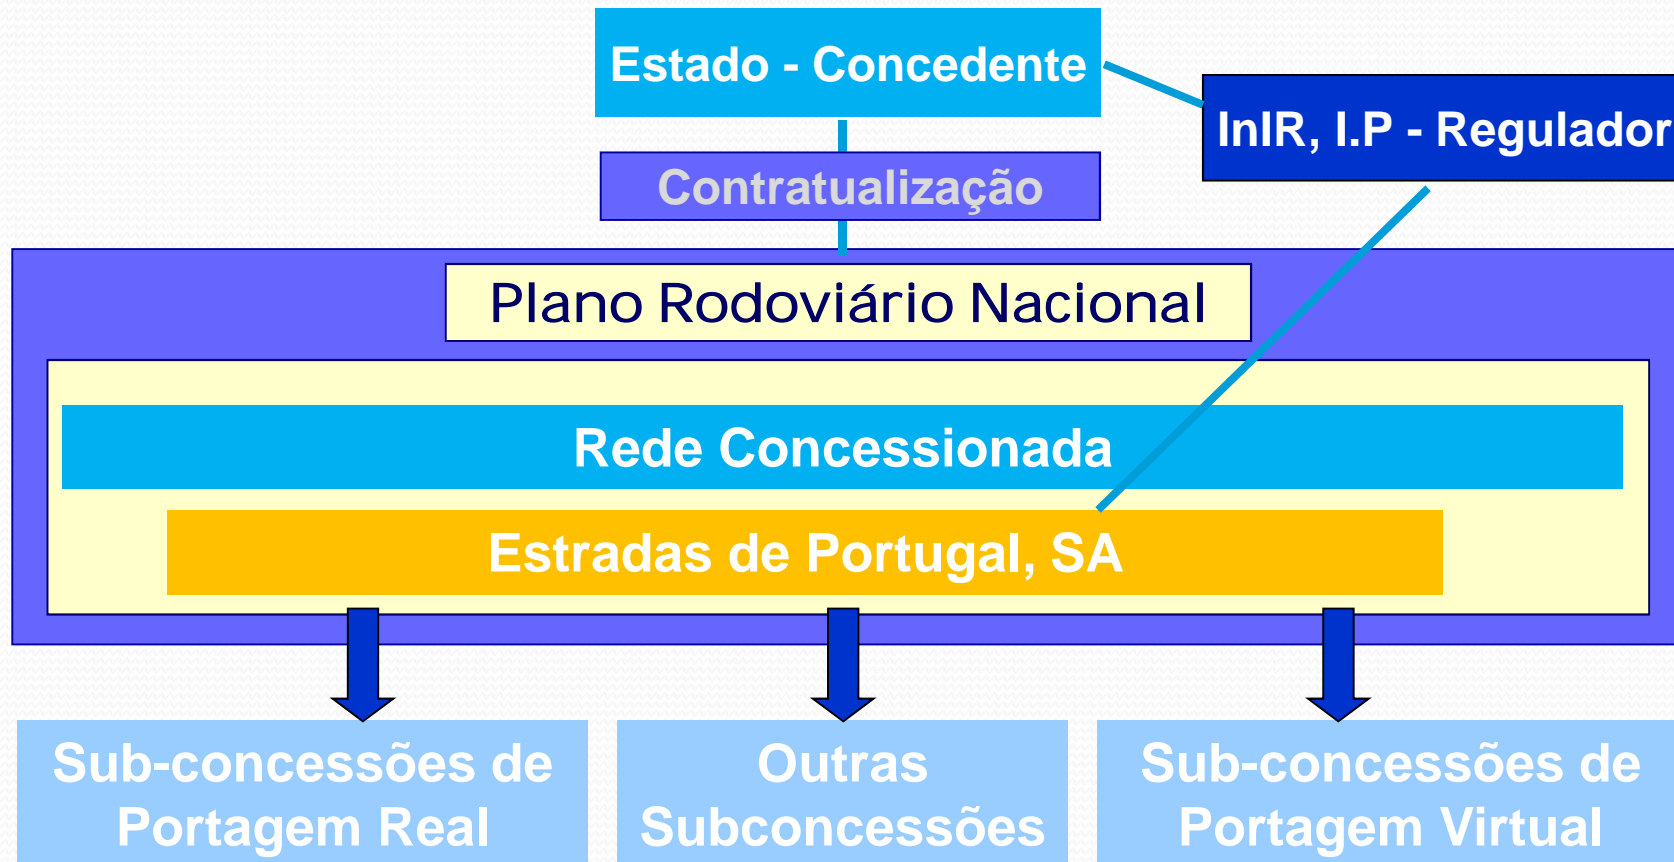 Estado - Concedente
InIR, I.P - Regulador
Contratualização
Plano Rodoviário Nacional
Rede Concessionada
Estradas de Portugal, SA
Sub-concessões de
Portagem Real
Outras
Subconcessões
Sub-concessões de
Portagem Virtual